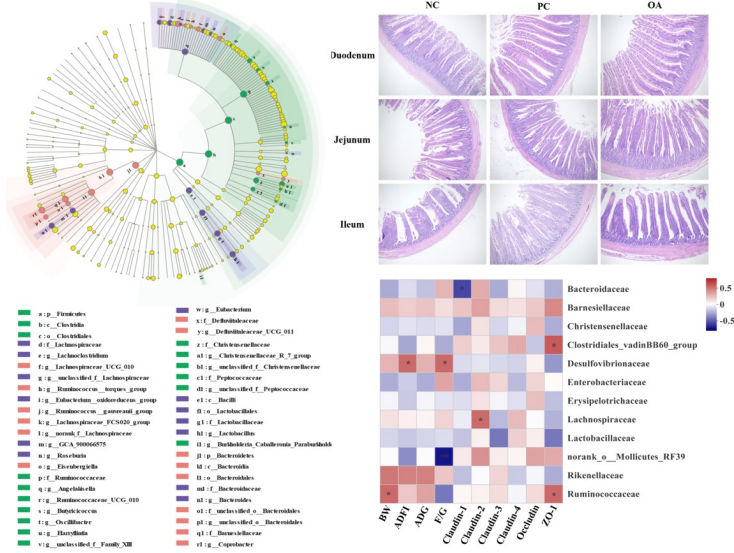 NC
PC
OA
Duodenum
Jejunum
Ileum
a : p__Firmicutes
b : c__Clostridia
c : o__Clostridiales
d : f__Lachnospiraceae
e : g__Lachnoclostridium
f : g__Lachnospiraceae_UCG_010
g : g__unclassified_f__Lachnospiraceae
h : g__Ruminococcus__torques_group
i : g__Eubacterium__oxidoreducens_group
j : g__Ruminococcus__gauvreauii_group
k : g__Lachnospiraceae_FCS020_group
l : g__norank_f__Lachnospiraceae
m : g__GCA_900066575
n : g__Roseburia
o : g__Eisenbergiella
p : f__Ruminococcaceae
q : g__Angelakisella
r : g__Ruminococcaceae_UCG_010
s : g__Butyricicoccus
t : g__Oscillibacter
u : g__Harryflintia
v : g__unclassified_f__Family_XIII
w : g__Eubacterium
x : f__Defluviitaleaceae
y : g__Defluviitaleaceae_UCG_011
z : f__Christensenellaceae
a1 : g__Christensenellaceae_R_7_group
b1 : g__unclassified_f__Christensenellaceae
c1 : f__Peptococcaceae
d1 : g__unclassified_f__Peptococcaceae
e1 : c__Bacilli
f1 : o__Lactobacillales
g1 : f__Lactobacillaceae
h1 : g__Lactobacillus
i1 : g__Burkholderia_Caballeronia_Paraburkholde
j1 : p__Bacteroidetes
k1 : c__Bacteroidia
l1 : o__Bacteroidales
m1 : f__Bacteroidaceae
n1 : g__Bacteroides
o1 : f__unclassified_o__Bacteroidales
p1 : g__unclassified_o__Bacteroidales
q1 : f__Barnesiellaceae
r1 : g__Coprobacter
Bacteroidaceae
Barnesiellaceae
Christensenellaceae
Clostridiales_vadinBB60_group
Desulfovibrionaceae
Enterobacteriaceae
Erysipelotrichaceae
Lachnospiraceae
Lactobacillaceae
norank_o__Mollicutes_RF39
Rikenellaceae
Ruminococcaceae
BW
ADFI
ADG
F/G
Claudin-1
Claudin-2
Claudin-3
Claudin-4
Occludin
ZO-1
0.5
0
-0.5